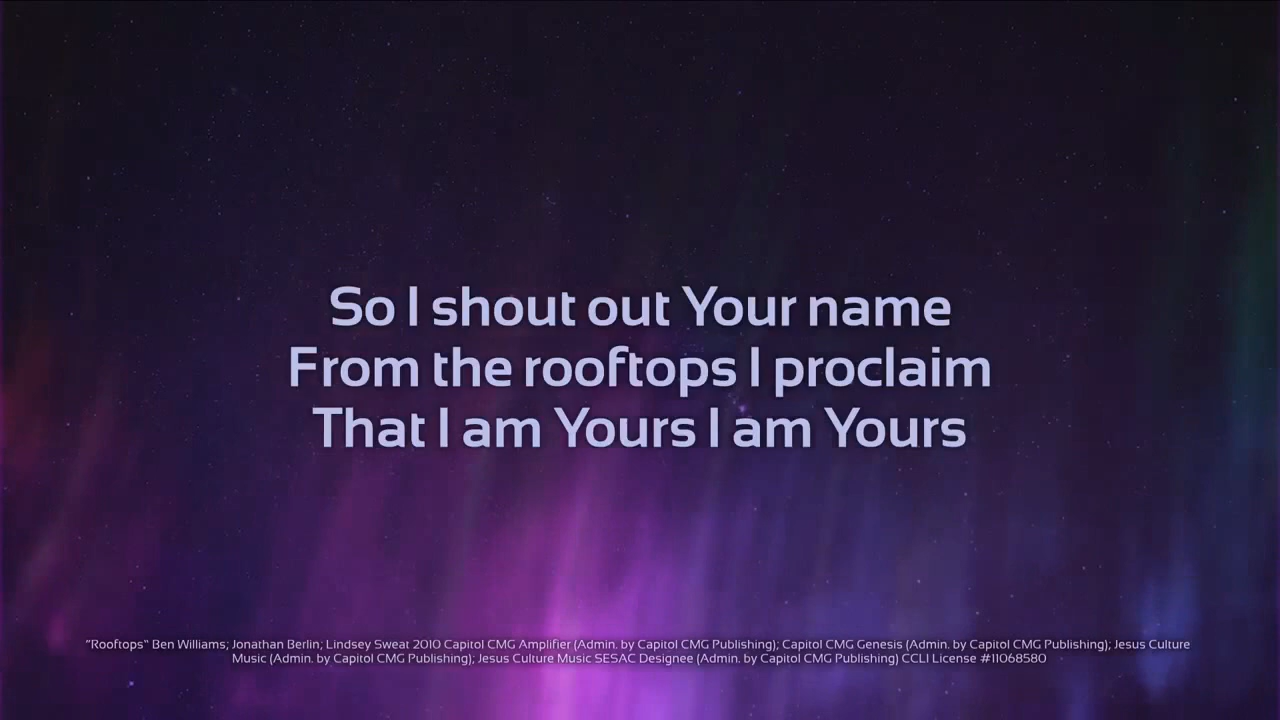 So I shout out Your name
From the rooftops I proclaim
That I am Yours I am Yours
"Rooftops" Ben Williams; Jonathan Berlin; Lindsey Sweat 2010 Capitol CMG Amplifier (Admin. by Capitol CMG Publishing); Capitol CMG Genesis (Admin. by Capitol CMG Publishing); Jesus Culture
Music (Admin. by Capitol CMG Publishing); Jesus Culture Music SESAC Designee (Admin. by Capitol CMG Publishing) CCLI License #11068580